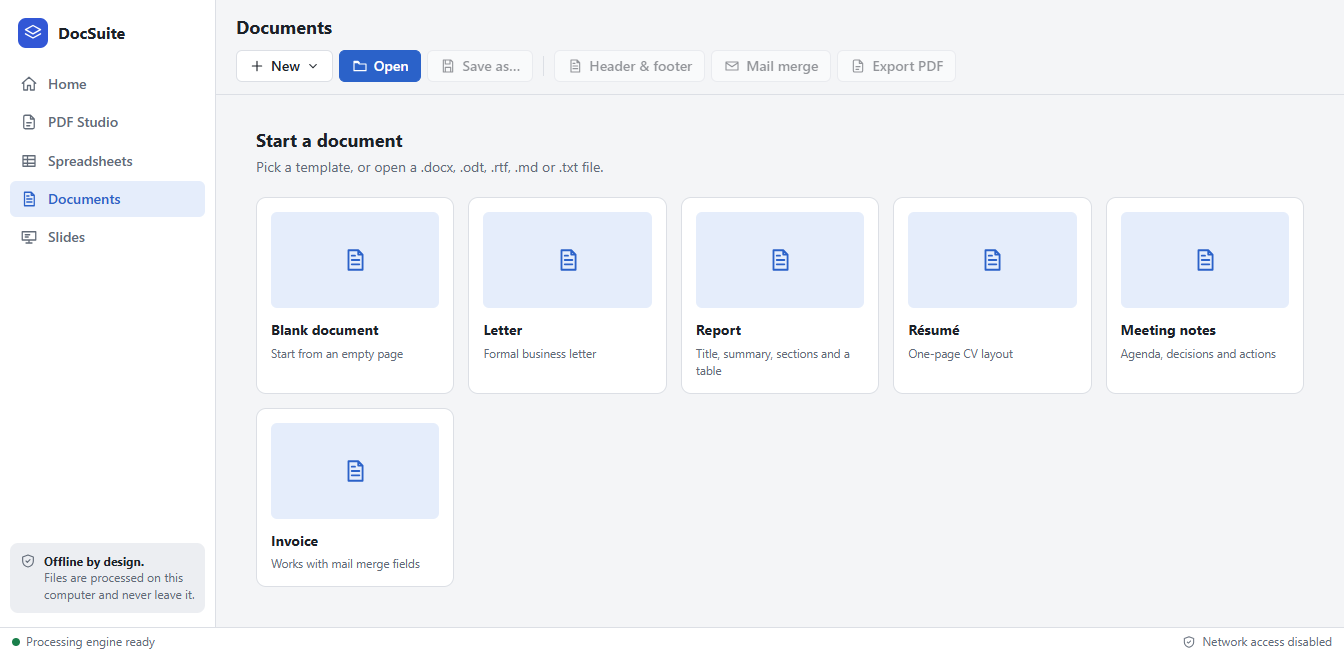 DocSuite
Home
PDF Studio
Spreadsheets
Documents
Slides
Offline by design.
Files are processed on this
computer and never leave it.
Documents
New
Open
Save as...
Header & footer
Mail merge
Export PDF
Start a document
Pick a template, or open a .docx, .odt, .rtf, .md or .txt file.
Blank document
Start from an empty page
Letter
Formal business letter
Report
Title, summary, sections and a
table
Résumé
One-page CV layout
Meeting notes
Agenda, decisions and actions
Invoice
Works with mail merge fields
Processing engine ready
Network access disabled